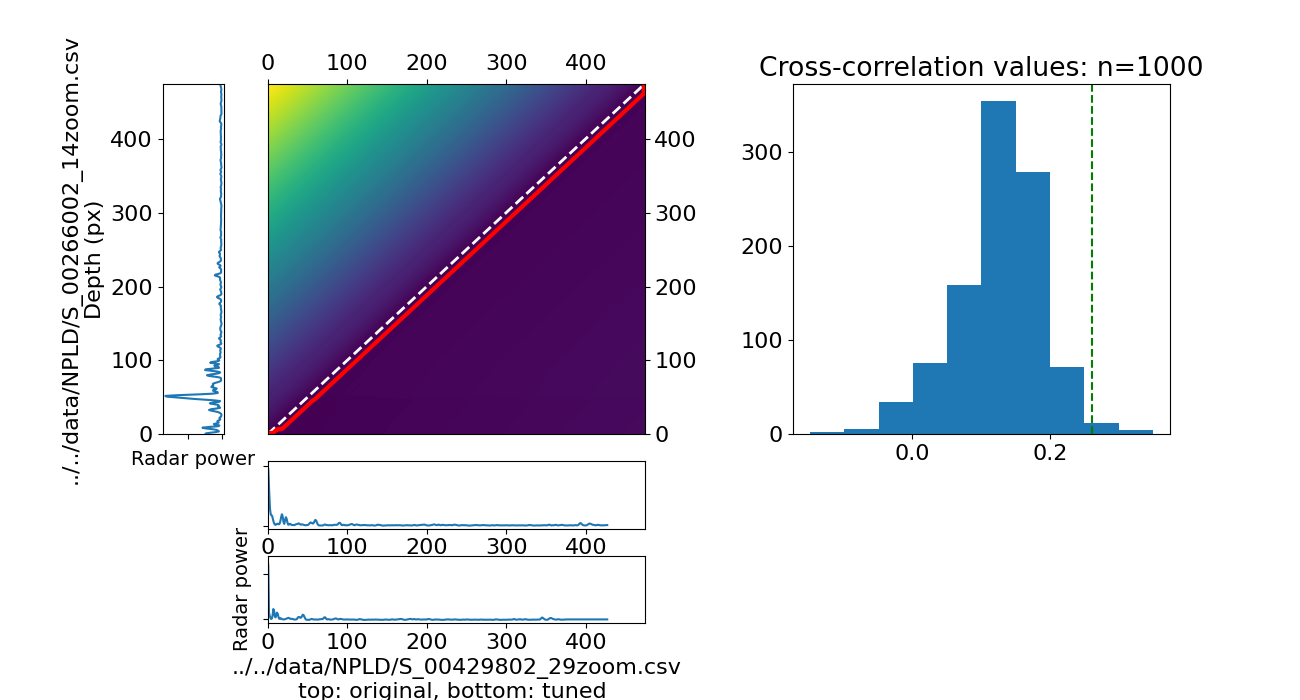 0 100 200 300 400
Cross-correlation values: n=1000
../../data/NPLD/S_00266002_14zoom.csv
Depth (px)
400
300
200
100
0
400
300
200
100
0
300
200
100
0
0.0 0.2
Radar power
0 100 200 300 400
Radar power
0 100 200 300 400
../../data/NPLD/S_00429802_29zoom.csv
top: original, bottom: tuned